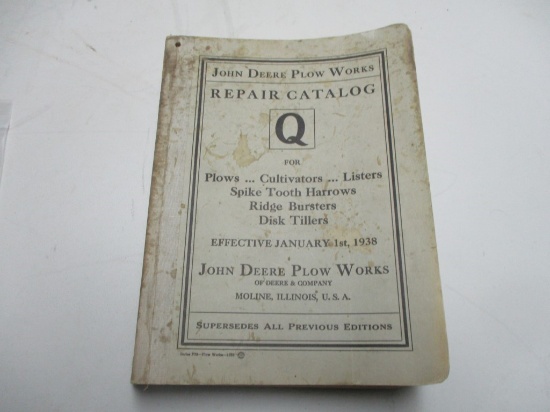 JOHN DEERE PLOW WORKS
REPAIR CATALOG
Q
FOR
Plows ... Cultivators ... Listers
Spike Tooth Harrows
Ridge Bursters
Disk Tillers
EFFECTIVE JANUARY 1st, 1938
JOHN DEERE PLOW WORKS
OF DEERE & COMPANY
MOLINE, ILLINOIS, U. S. A.
SUPERSEDES ALL PREVIOUS EDITIONS